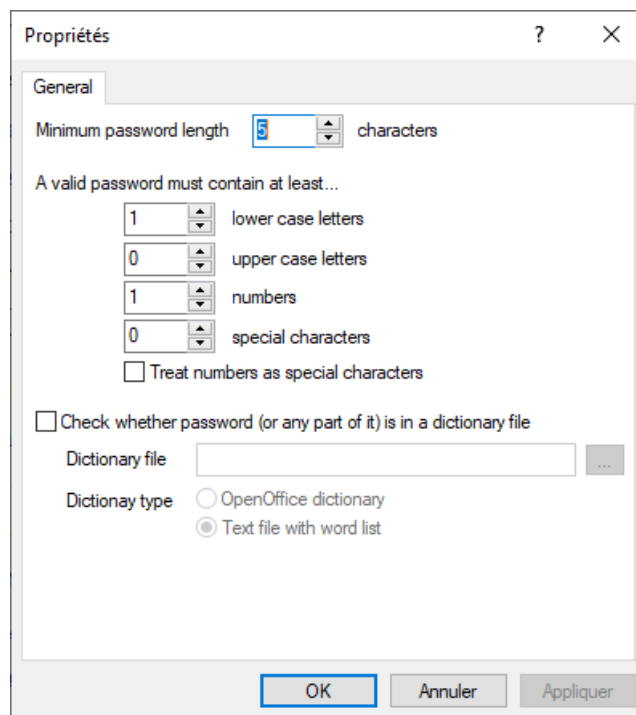 Propriétés ?
General
Minimum password length 5 characters
A valid password must contain at least...
1 lower case letters
0 upper case letters
1 numbers
0 special characters
Treat numbers as special characters
Check whether password (or any part of it) is in a dictionary file
Dictionary file ...
Dictionay type OpenOffice dictionary
Text file with word list
OK Annuler Appliquer